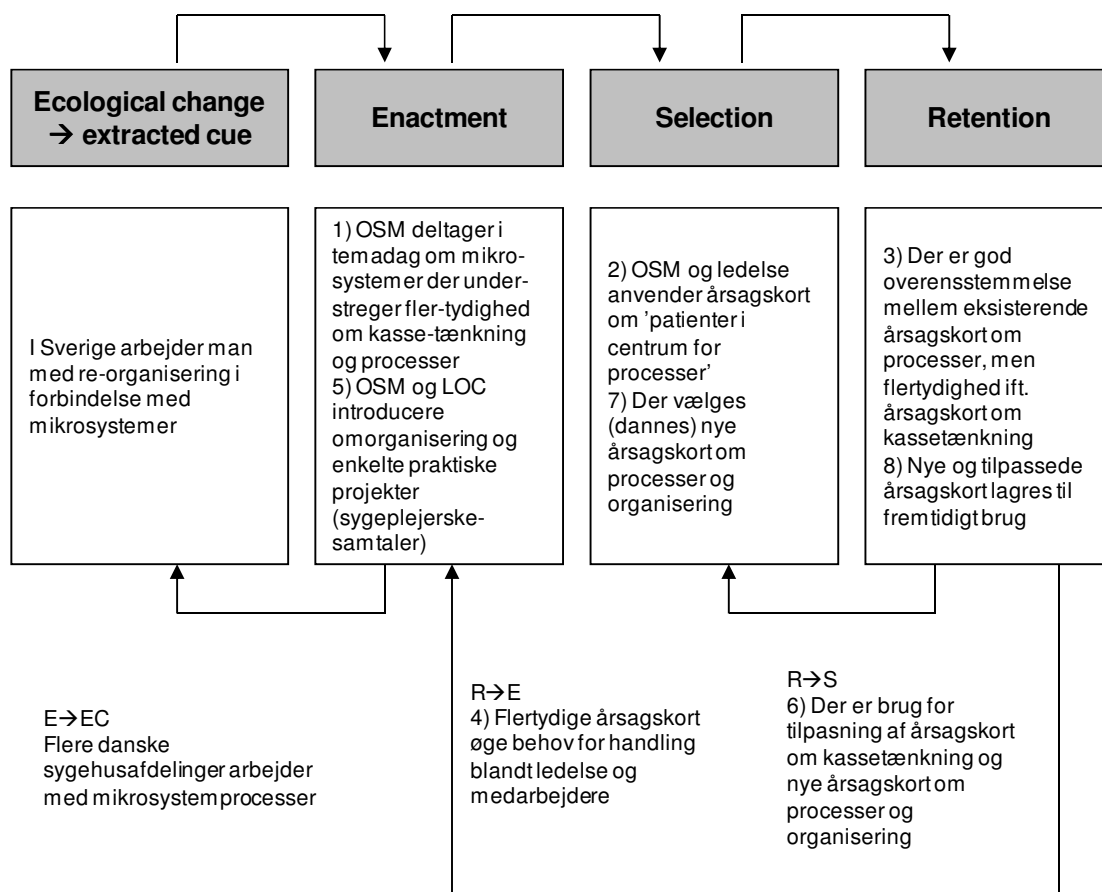 Ecological change
→ extracted cue
Enactment
Selection
Retention
I Sverige arbejder man
med re-organisering i
forbindelse med
mikrosystemer
1) OSM deltager i
temadag om mikro-
systemer der under-
streger fler-tydighed
om kasse-tænkning
og processer
5) OSM og LOC
introducere
omorganisering og
enkelte praktiske
projekter
(sygeplejerske-
samtaler)
2) OSM og ledelse
anvender årsagskort
om ’patienter i
centrum for
processer’
7) Der vælges
(dannes) nye
årsagskort om
processer og
organisering
3) Der er god
overensstemmelse
mellem eksisterende
årsagskort om
processer, men
flertydighed ift.
årsagskort om
kassetænkning
8) Nye og tilpassede
årsagskort lagres til
fremtidigt brug
E→EC
Flere danske
sygehusafdelinger arbejder
med mikrosystemprocesser
R→E
4) Flertydige årsagskort
øge behov for handling
blandt ledelse og
medarbejdere
R→S
6) Der er brug for
tilpasning af årsagskort
om kassetænkning og
nye årsagskort om
processer og
organisering